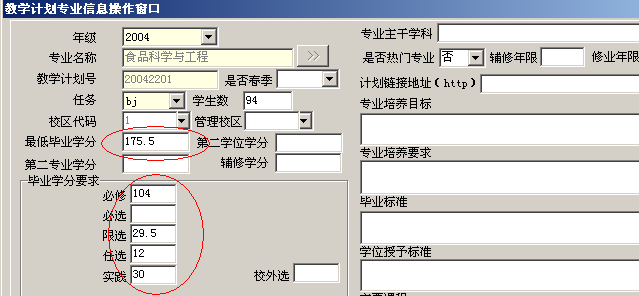 教学计划专业信息操作窗口
年级 2004
专业名称 食品科学与工程 >>
教学计划号 20042201 是否春季
任务 bj 学生数 94
校区代码 1 管理校区
最低毕业学分 175.5 第二学位学分
第二专业学分 辅修学分
毕业学分要求
必修 104
必选
限选 29.5
任选 12
实践 30 校外选
专业主干学科
是否热门专业 否 辅修年限 修业年限
计划链接地址(http)
专业培养目标
专业培养要求
毕业标准
学位授予标准